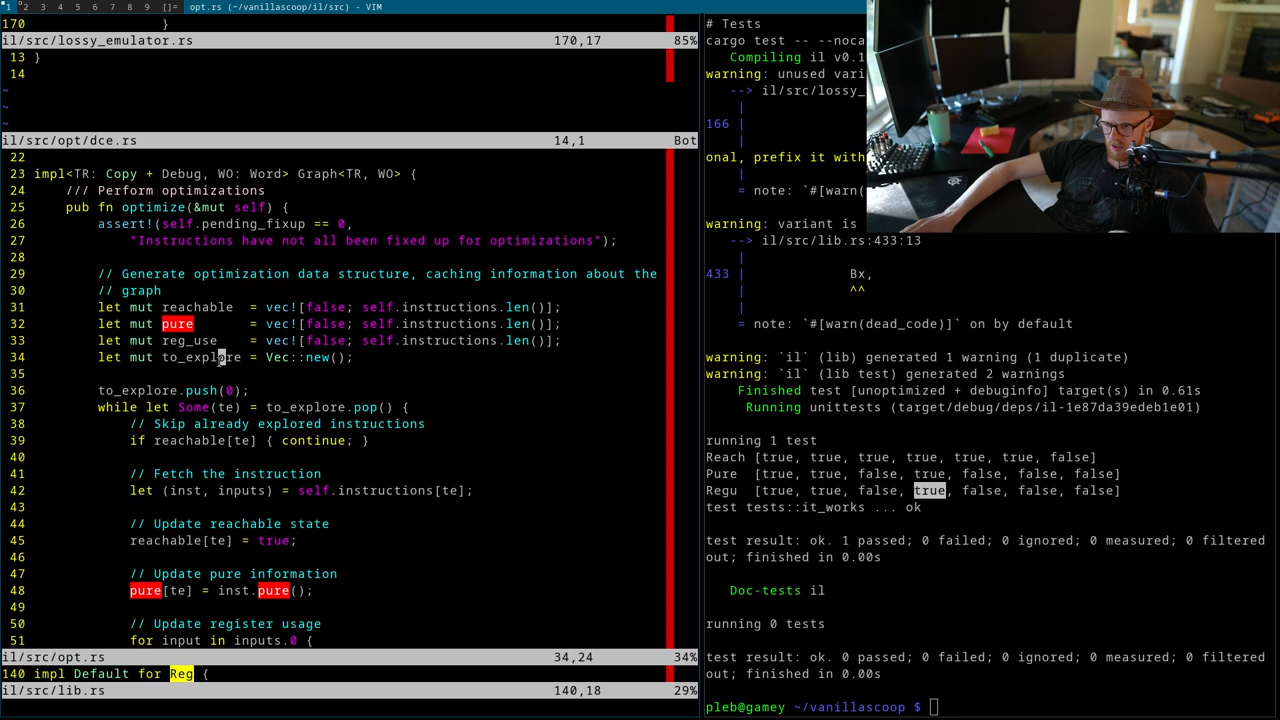 1 2 3 4 5 6 7 8 9 []= opt.rs (~/vanillascoop/il/src) - VIM
170 }
il/src/lossy_emulator.rs 170,17 85%
13 }
14
~
~
~
il/src/opt/dce.rs 14,1 Bot
22
23 impl<TR: Copy + Debug, WO: Word> Graph<TR, WO> {
24 /// Perform optimizations
25 pub fn optimize(&mut self) {
26 assert!(self.pending_fixup == 0,
27 "Instructions have not all been fixed up for optimizations");
28
29 // Generate optimization data structure, caching information about the
30 // graph
31 let mut reachable = vec![false; self.instructions.len()];
32 let mut pure = vec![false; self.instructions.len()];
33 let mut reg_use = vec![false; self.instructions.len()];
34 let mut to_explore = Vec::new();
35
36 to_explore.push(0);
37 while let Some(te) = to_explore.pop() {
38 // Skip already explored instructions
39 if reachable[te] { continue; }
40
41 // Fetch the instruction
42 let (inst, inputs) = self.instructions[te];
43
44 // Update reachable state
45 reachable[te] = true;
46
47 // Update pure information
48 pure[te] = inst.pure();
49
50 // Update register usage
51 for input in inputs.0 {
il/src/opt.rs 34,24 34%
140 impl Default for Reg {
il/src/lib.rs 140,18 29%
# Tests
cargo test -- --noca
Compiling il v0.1
warning: unused vari
--> il/src/lossy_
|
166 |
|
onal, prefix it with
|
= note: `#[warn(
warning: variant is
--> il/src/lib.rs:433:13
|
433 | Bx,
| ^^
|
= note: `#[warn(dead_code)]` on by default
warning: `il` (lib) generated 1 warning (1 duplicate)
warning: `il` (lib test) generated 2 warnings
Finished test [unoptimized + debuginfo] target(s) in 0.61s
Running unittests (target/debug/deps/il-1e87da39edeb1e01)
running 1 test
Reach [true, true, true, true, true, true, false]
Pure [true, true, false, true, false, false, false]
Regu [true, true, false, true, false, false, false]
test tests::it_works ... ok
test result: ok. 1 passed; 0 failed; 0 ignored; 0 measured; 0 filtered
out; finished in 0.00s
Doc-tests il
running 0 tests
test result: ok. 0 passed; 0 failed; 0 ignored; 0 measured; 0 filtered
out; finished in 0.00s
pleb@gamey ~/vanillascoop $